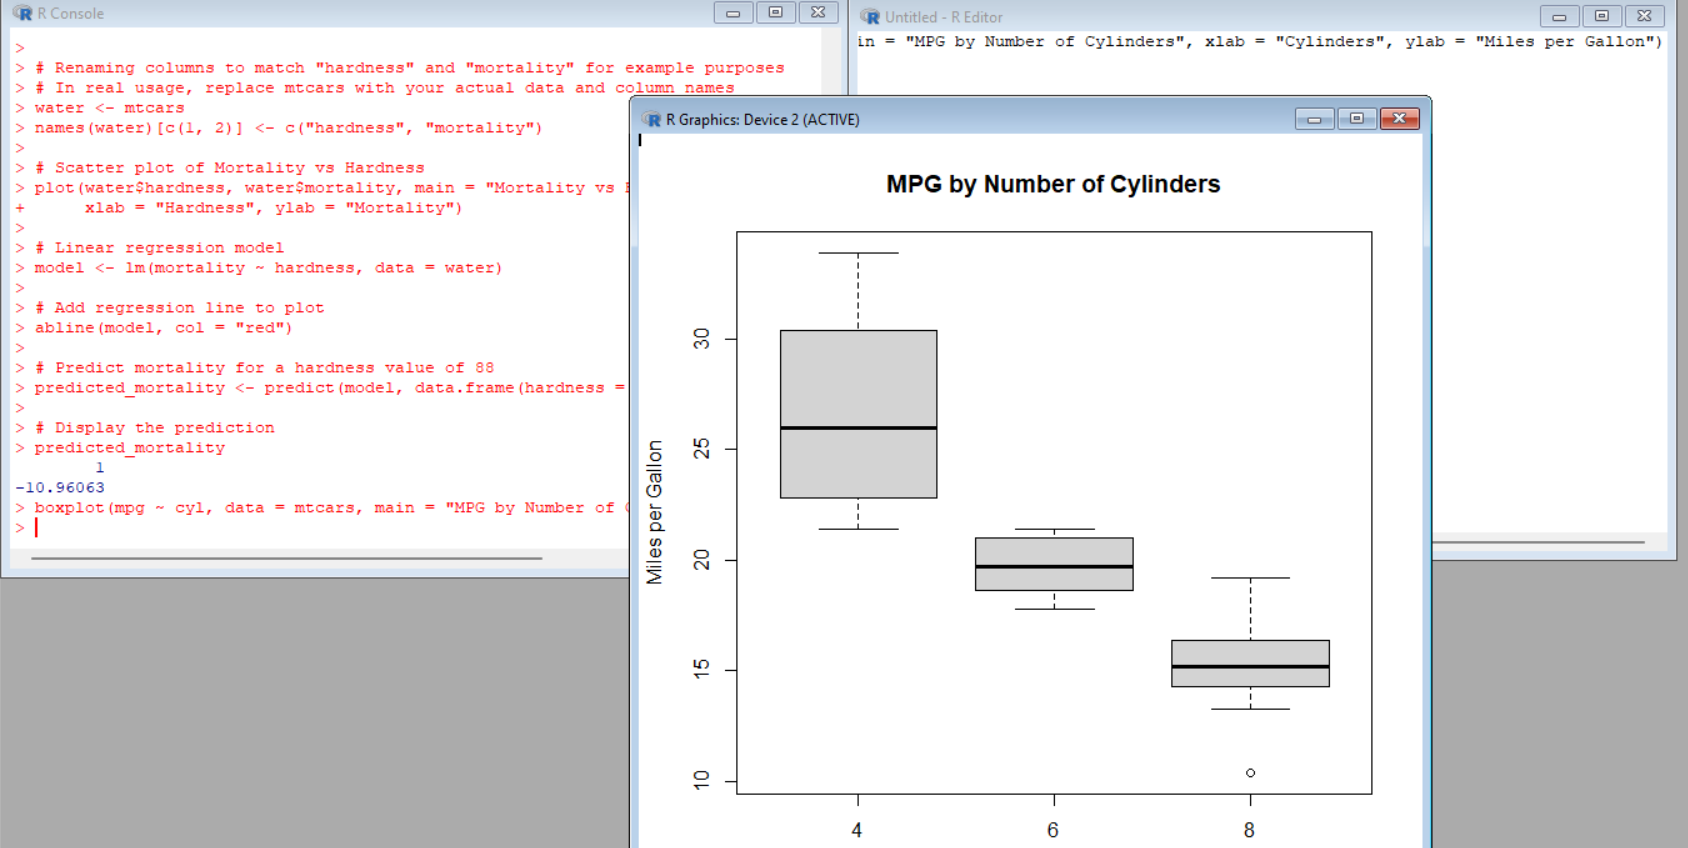 R Console
>
> # Renaming columns to match "hardness" and "mortality" for example purposes
> # In real usage, replace mtcars with your actual data and column names
> water <- mtcars
> names(water)[c(1, 2)] <- c("hardness", "mortality")
>
> # Scatter plot of Mortality vs Hardness
> plot(water$hardness, water$mortality, main = "Mortality vs
+      xlab = "Hardness", ylab = "Mortality")
>
> # Linear regression model
> model <- lm(mortality ~ hardness, data = water)
>
> # Add regression line to plot
> abline(model, col = "red")
>
> # Predict mortality for a hardness value of 88
> predicted_mortality <- predict(model, data.frame(hardness =
>
> # Display the prediction
> predicted_mortality
1
-10.96063
> boxplot(mpg ~ cyl, data = mtcars, main = "MPG by Number of
>
Untitled - R Editor
in = "MPG by Number of Cylinders", xlab = "Cylinders", ylab = "Miles per Gallon")
R Graphics: Device 2 (ACTIVE)
MPG by Number of Cylinders
Miles per Gallon
30
25
20
15
10
4 6 8